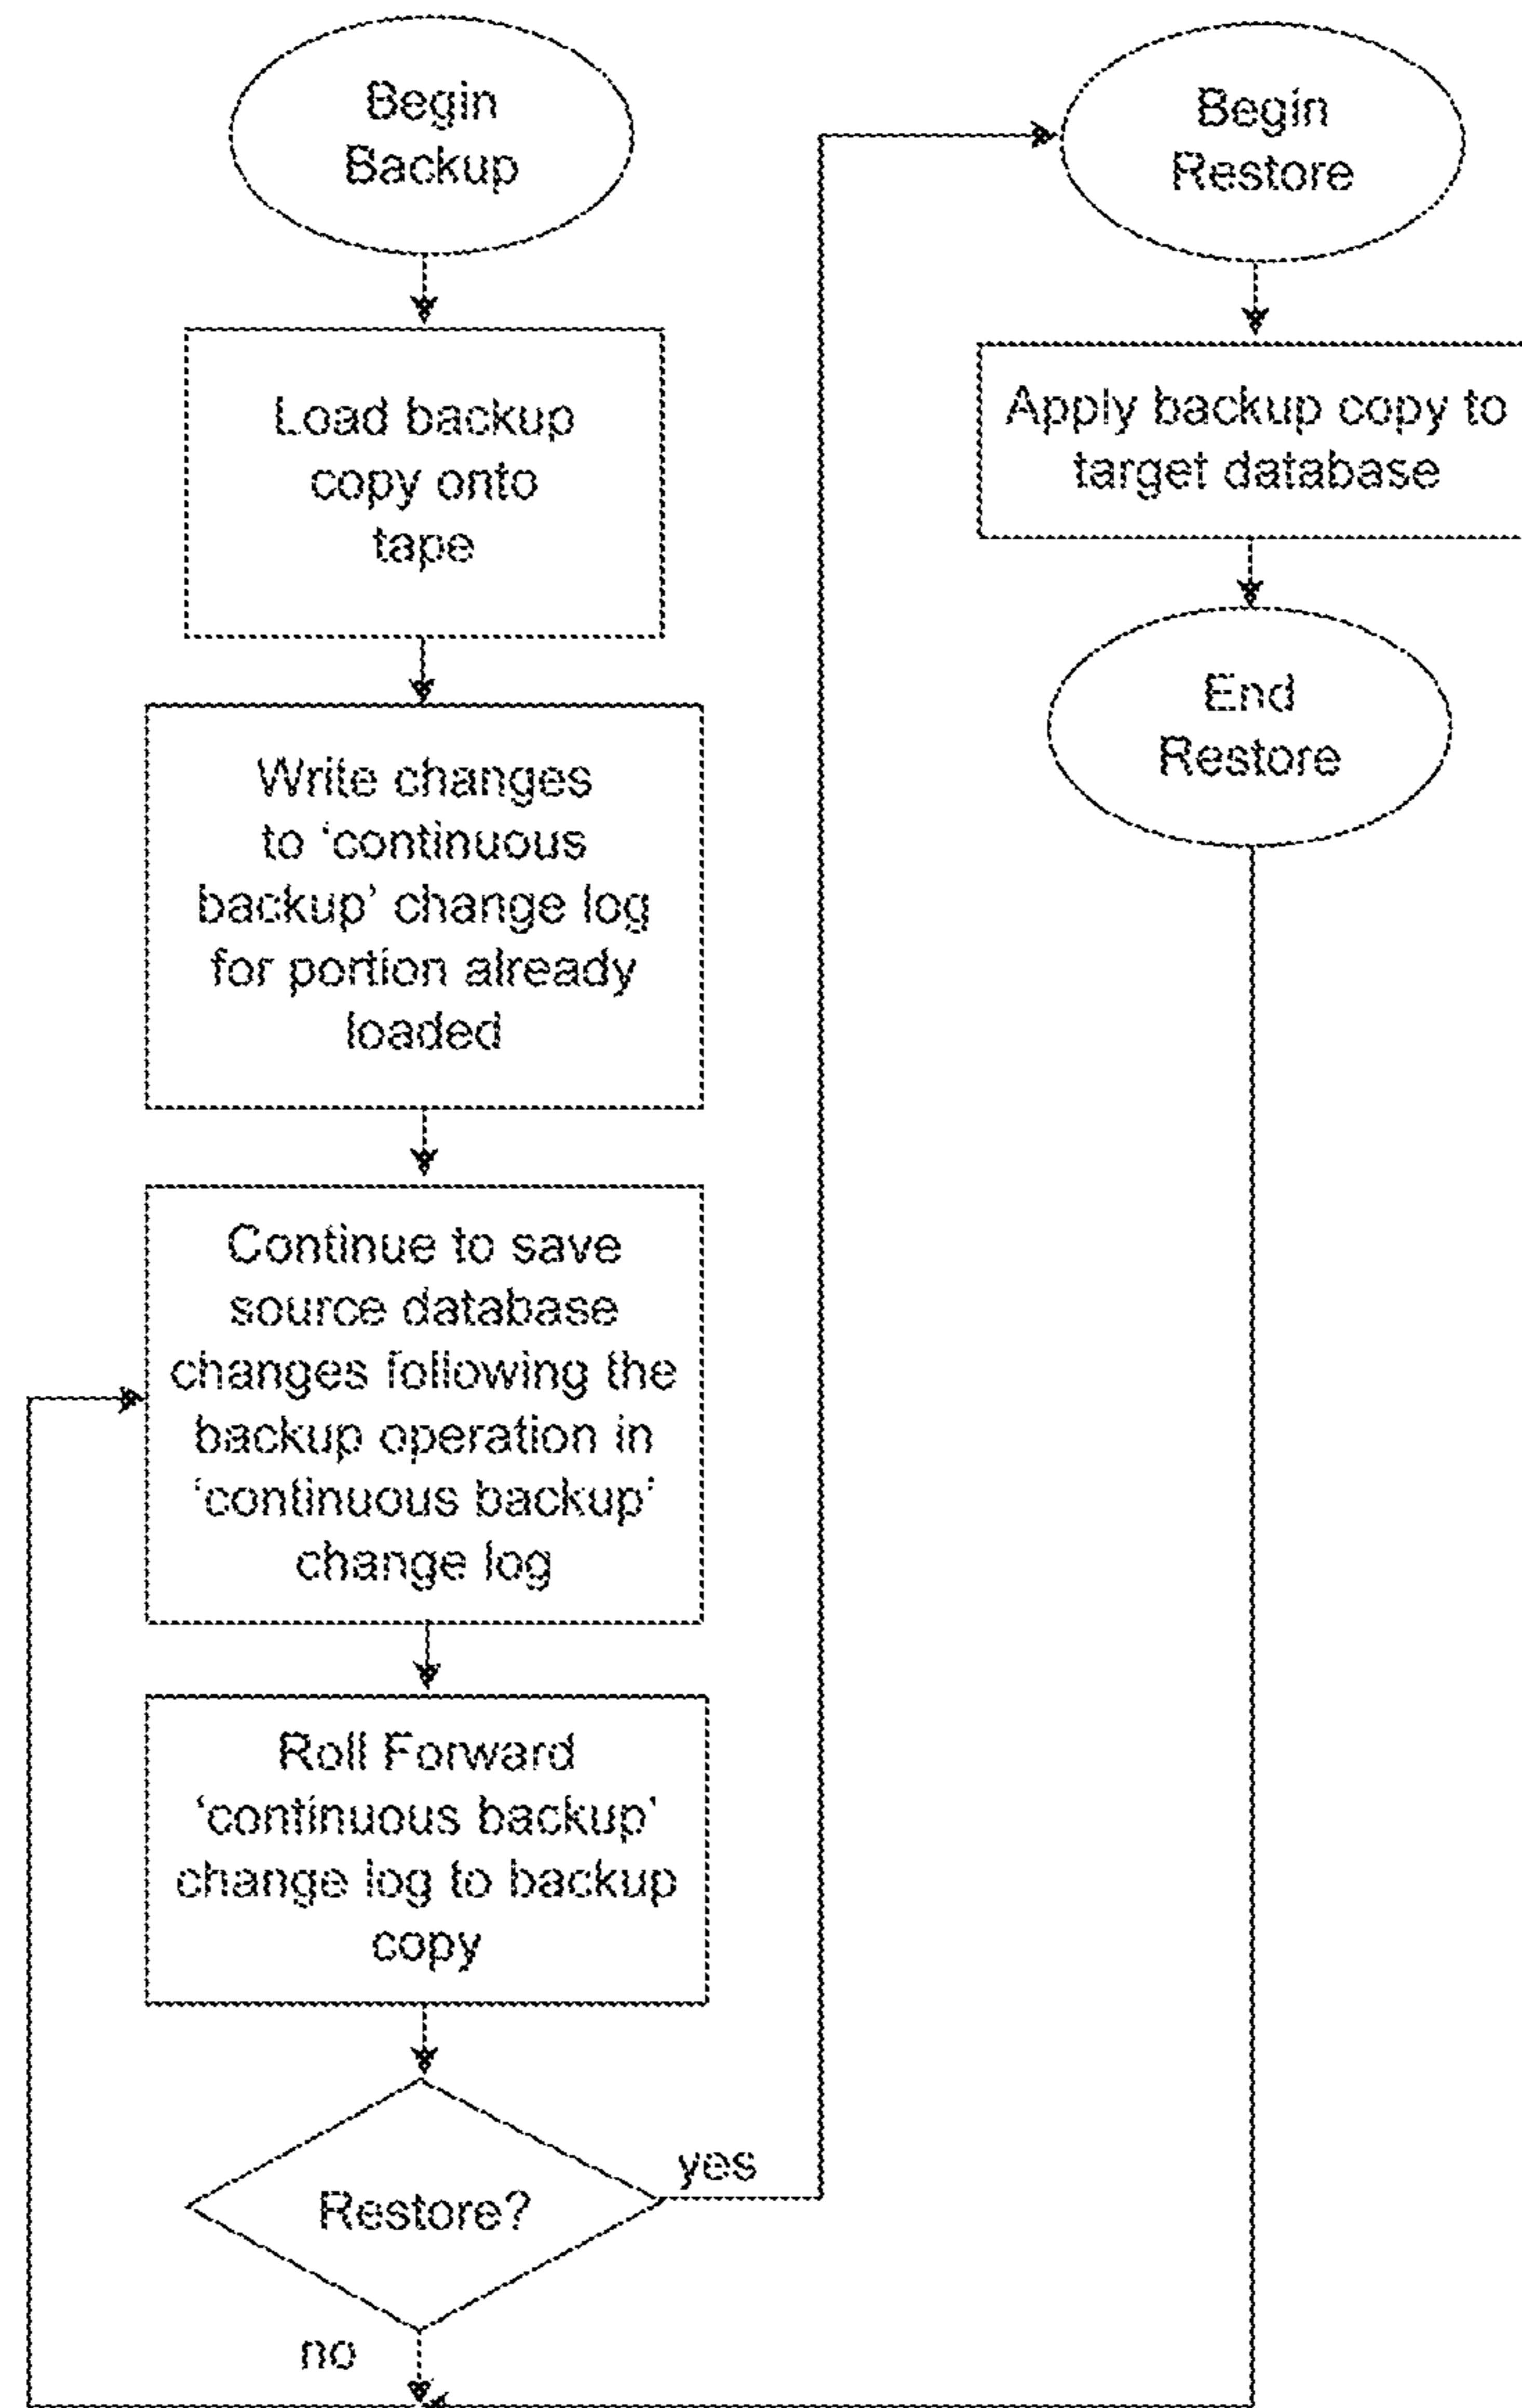 Begin
Backup
Load backup
copy onto
tape
Write changes
to ‘continuous
backup’ change log
for portion already
loaded
Continue to save
source database
changes following the
backup operation in
‘continuous backup’
change log
Roll Forward
‘continuous backup’
change log to backup
copy
Restore?
yes
no
Begin
Restore
Apply backup copy to
target database
End
Restore